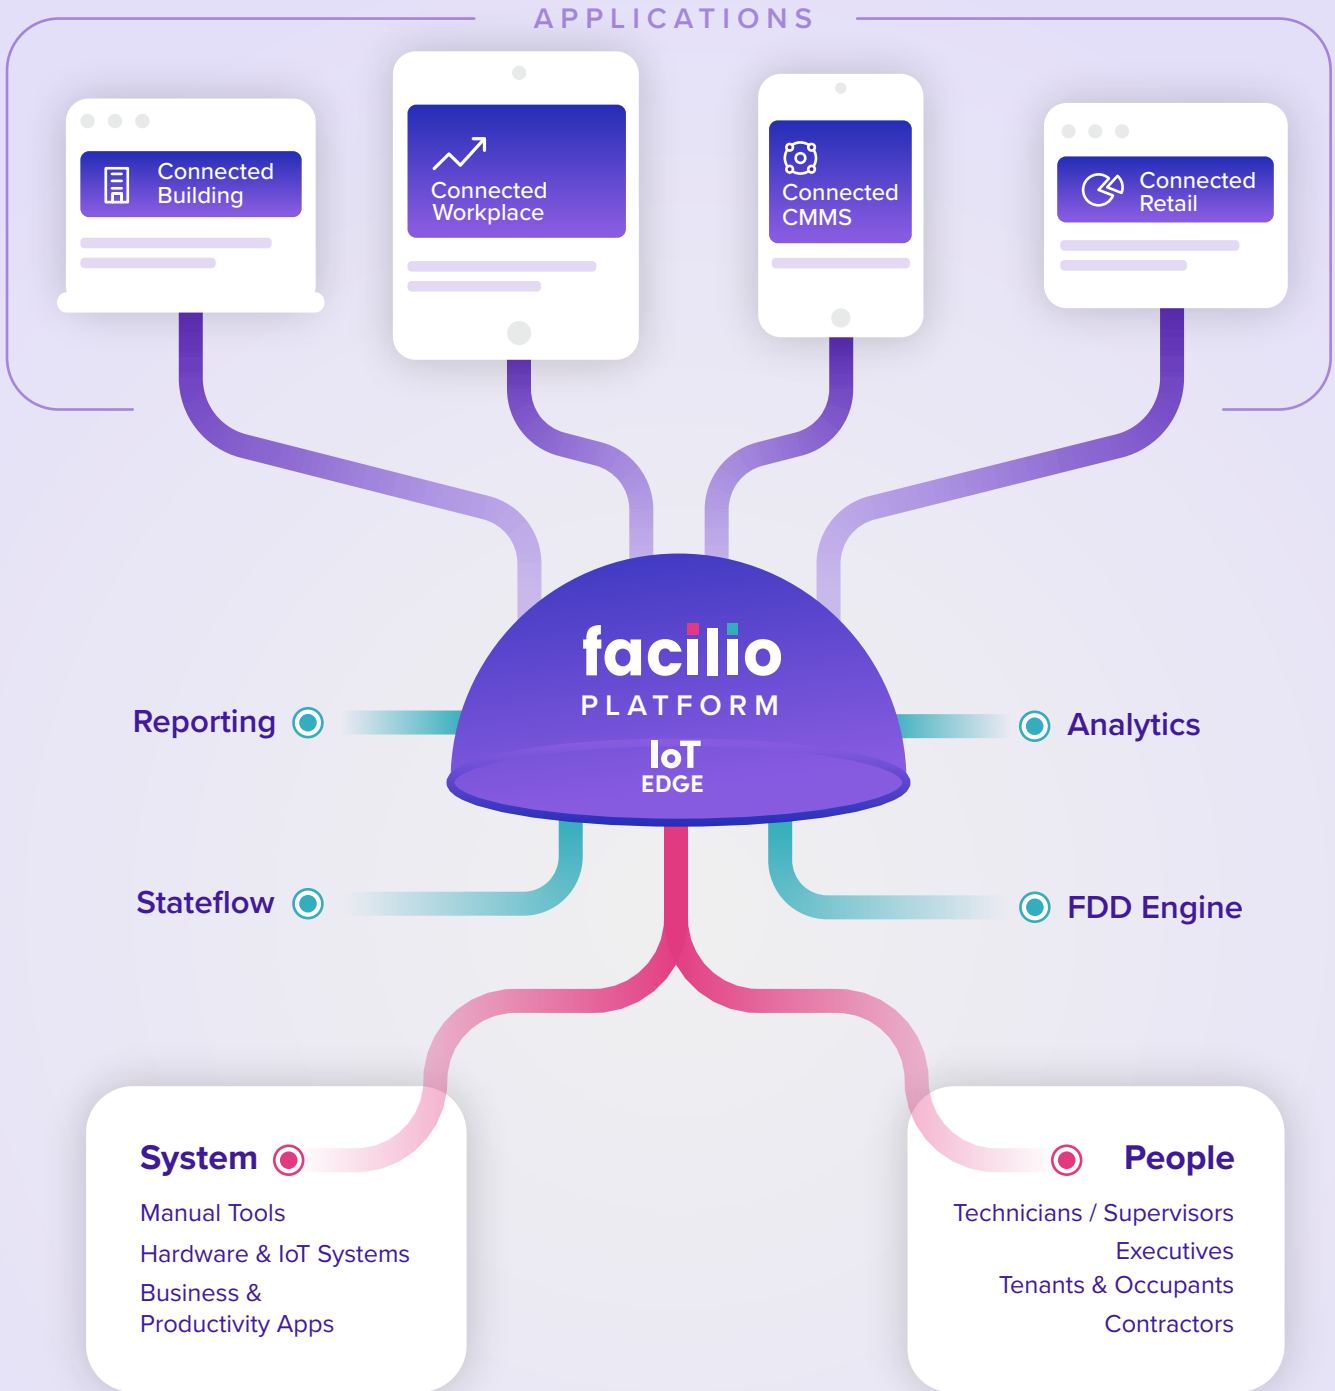 APPLICATIONS
Connected
Building
Connected
Workplace
Connected
CMMS
Connected
Retail
facilio
PLATFORM
IoT
EDGE
Reporting
Analytics
Stateflow
FDD Engine
System
Manual Tools
Hardware & IoT Systems
Business &
Productivity Apps
People
Technicians / Supervisors
Executives
Tenants & Occupants
Contractors